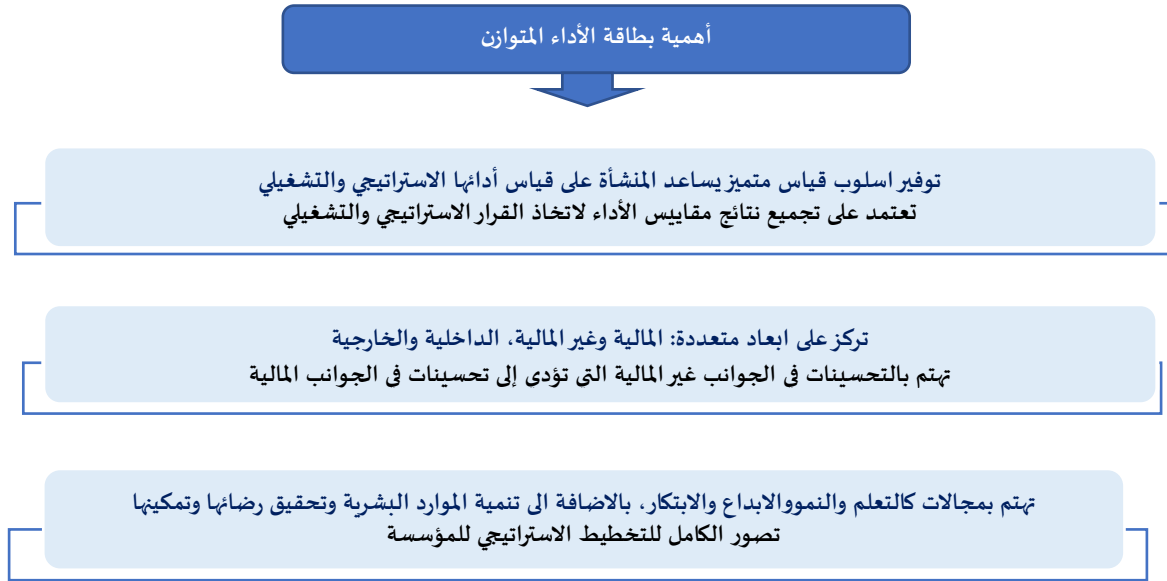 أهمية بطاقة الأداء المتوازن
توفير اسلوب قياس متميز يساعد المنشأة على قياس أدائها الاستراتيجي والتشغيلي
تعتمد على تجميع نتائج مقاييس الأداء لاتخاذ القرار الاستراتيجي والتشغيلي
تركز على ابعاد متعددة: المالية وغير المالية، الداخلية والخارجية
تهتم بالتحسينات فى الجوانب غير المالية التى تؤدى إلى تحسينات فى الجوانب المالية
تهتم بمجالات كالتعلم والنمووالابداع والابتكار، بالاضافة الى تنمية الموارد البشرية وتحقيق رضائها وتمكينها
تصور الكامل للتخطيط الاستراتيجي للمؤسسة